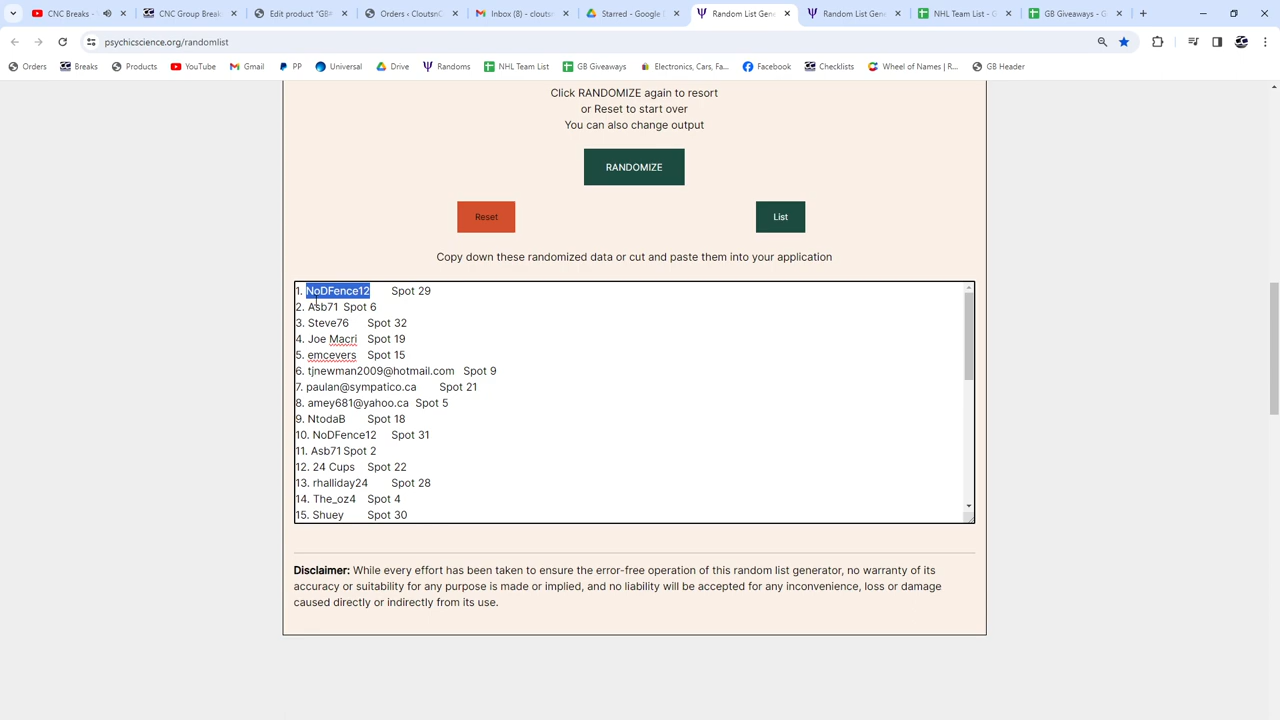 CNC Breaks -
CNC Group Break
Edit product "GB#
Orders ‹ CloutsnC
Inbox (8) - clouts
Starred - Google
Random List Gene
Random List Gene
NHL Team List - G
GB Giveaways - G
psychicscience.org/randomlist
Orders
Breaks
Products
YouTube
Gmail
PP
Universal
Drive
Randoms
NHL Team List
GB Giveaways
Electronics, Cars, Fa...
Facebook
Checklists
Wheel of Names | R...
GB Header
Click RANDOMIZE again to resort
or Reset to start over
You can also change output
RANDOMIZE
Reset
List
Copy down these randomized data or cut and paste them into your application
1. NoDFence12 Spot 29
2. Asb71 Spot 6
3. Steve76 Spot 32
4. Joe Macri Spot 19
5. emcevers Spot 15
6. tjnewman2009@hotmail.com Spot 9
7. paulan@sympatico.ca Spot 21
8. amey681@yahoo.ca Spot 5
9. NtodaB Spot 18
10. NoDFence12 Spot 31
11. Asb71 Spot 2
12. 24 Cups Spot 22
13. rhalliday24 Spot 28
14. The_oz4 Spot 4
15. Shuey Spot 30
Disclaimer: While every effort has been taken to ensure the error-free operation of this random list generator, no warranty of its
accuracy or suitability for any purpose is made or implied, and no liability will be accepted for any inconvenience, loss or damage
caused directly or indirectly from its use.